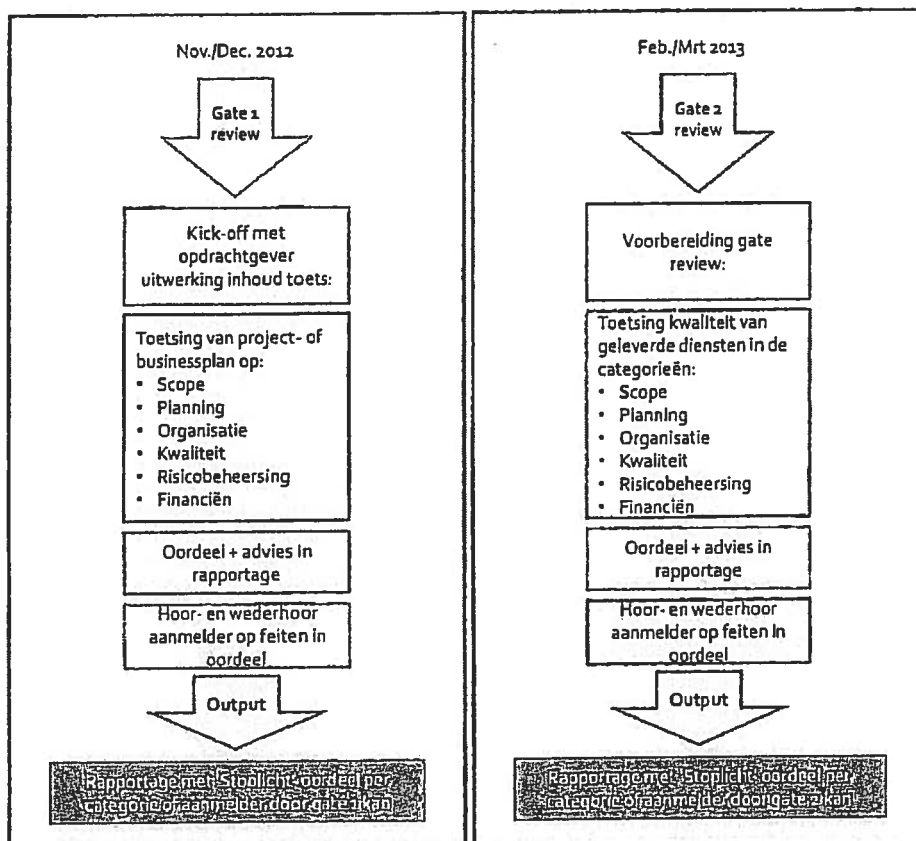 Nov./Dec. 2012
Gate 1
review
Kick-off met
opdrachtgever
uitwerking inhoud toets:
Toetsing van project- of
businessplan op:
• Scope
• Planning
• Organisatie
• Kwaliteit
• Risicobeheersing
• Financiën
Oordeel + advies in
rapportage
Hoor- en wederhoor
aanmelder op feiten in
oordeel
Output
Rapportage met 'Stoplicht' oordeel per
categorie of aanmelder door gate 1 kan
Feb./Mrt 2013
Gate 2
review
Voorbereiding gate
review:
Toetsing kwaliteit van
geleverde diensten in de
categorieën:
• Scope
• Planning
• Organisatie
• Kwaliteit
• Risicobeheersing
• Financiën
Oordeel + advies in
rapportage
Hoor- en wederhoor
aanmelder op feiten in
oordeel
Output
Rapportage met 'Stoplicht' oordeel per
categorie of aanmelder door gate 2 kan